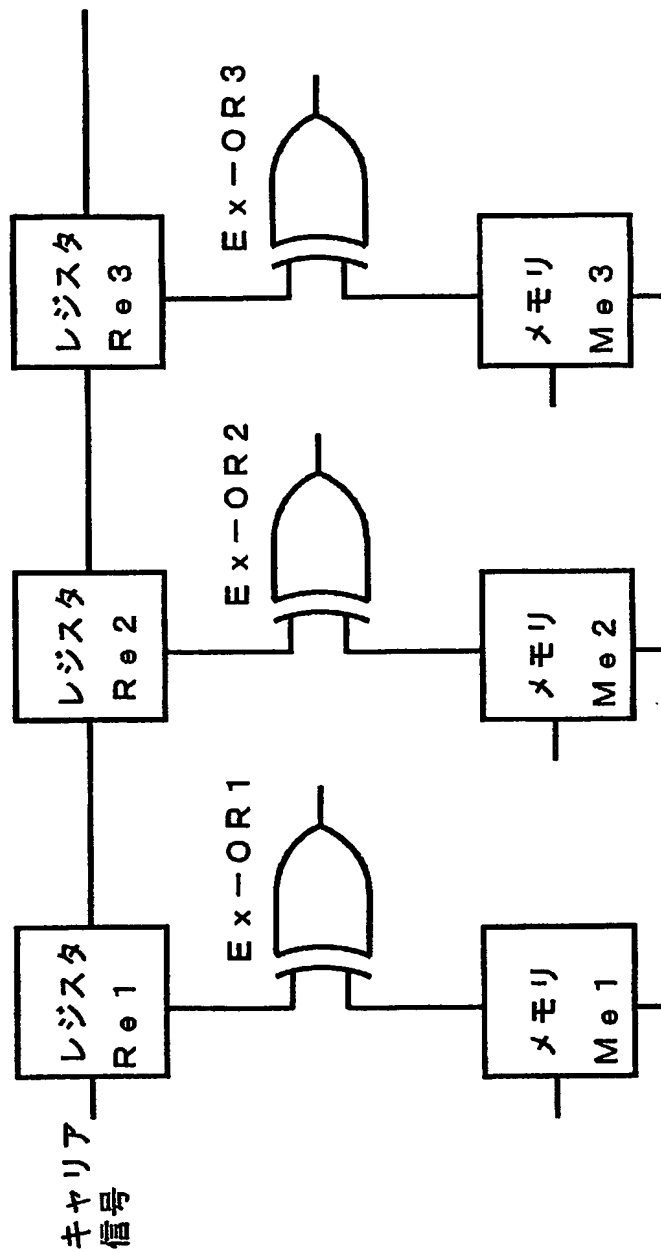 キャリア
信号
レジスタ
Ｒｅ１
レジスタ
Ｒｅ２
レジスタ
Ｒｅ３
Ｅｘ－ＯＲ１
Ｅｘ－ＯＲ２
Ｅｘ－ＯＲ３
メモリ
Ｍｅ１
メモリ
Ｍｅ２
メモリ
Ｍｅ３